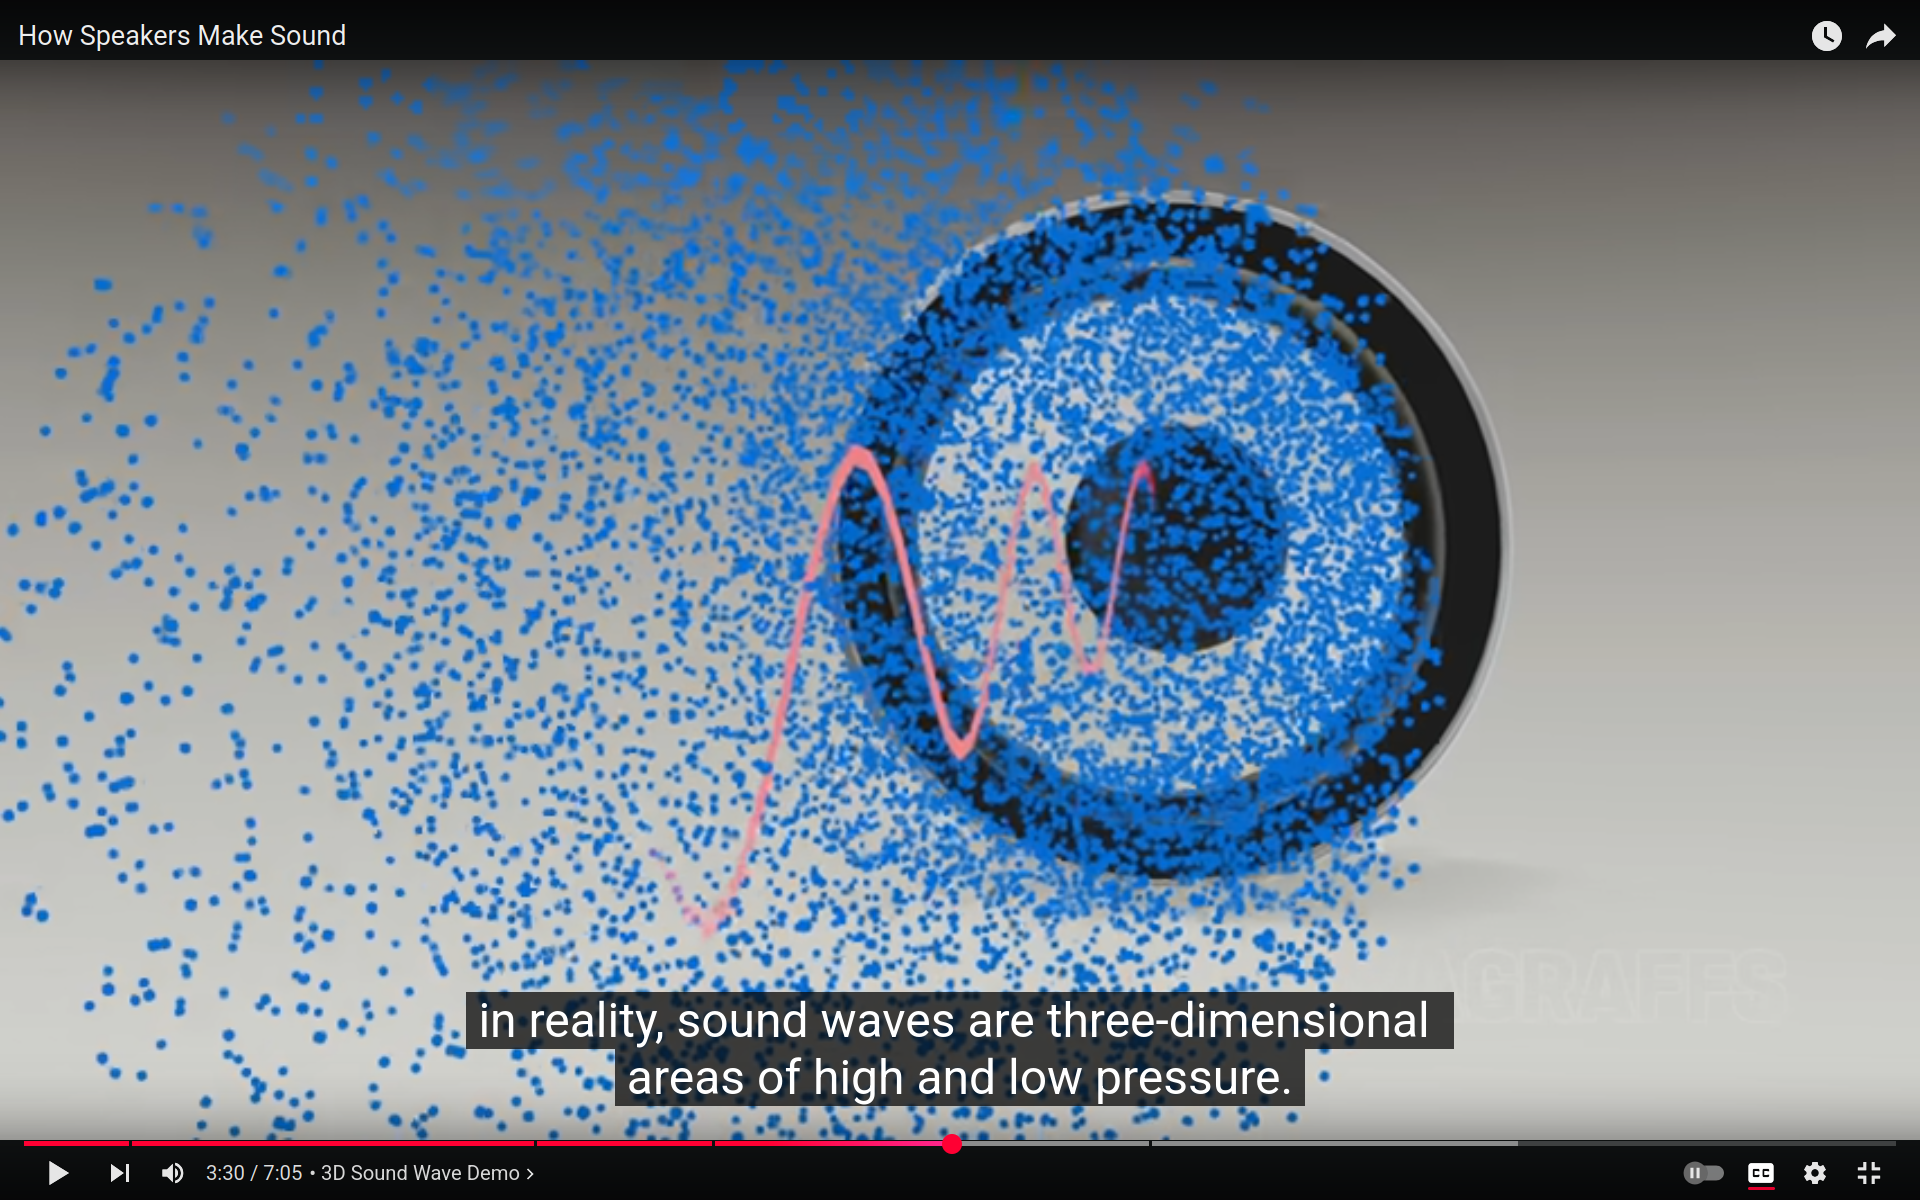 How Speakers Make Sound
in reality, sound waves are three-dimensional
areas of high and low pressure.
3:30 / 7:05 • 3D Sound Wave Demo ›
CC